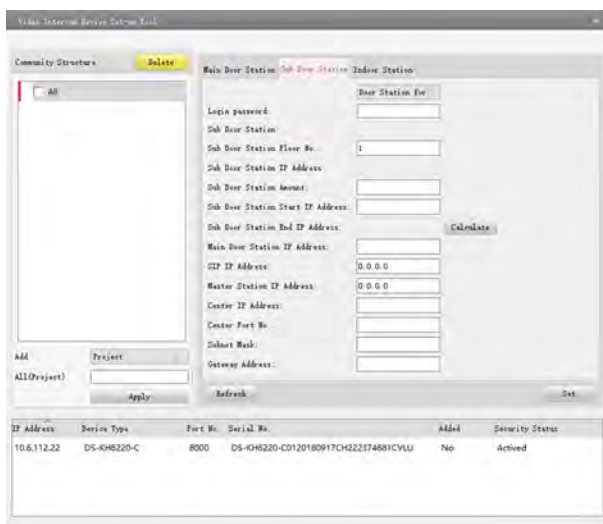 Video Intercom Device Set-up Tool
Community Structure
Delete
All
Add
Project
All(Project)
Apply
Main Door Station Sub Door Station Indoor Station
Door Station for
Login password:
Sub Door Station
Sub Door Station Floor No.: 1
Sub Door Station IP Address
Sub Door Station Amount:
Sub Door Station Start IP Address:
Sub Door Station End IP Address: Calculate
Main Door Station IP Address:
SIP IP Address: 0.0.0.0
Master Station IP Address: 0.0.0.0
Center IP Address:
Center Port No.
Subnet Mask:
Gateway Address:
Refresh Set
IP Address Device Type Port No. Serial No. Added Security Status
10.6.112.22 DS-KH6220-C 8000 DS-KH6220-C0120180917CH222374681CVLU No Actived